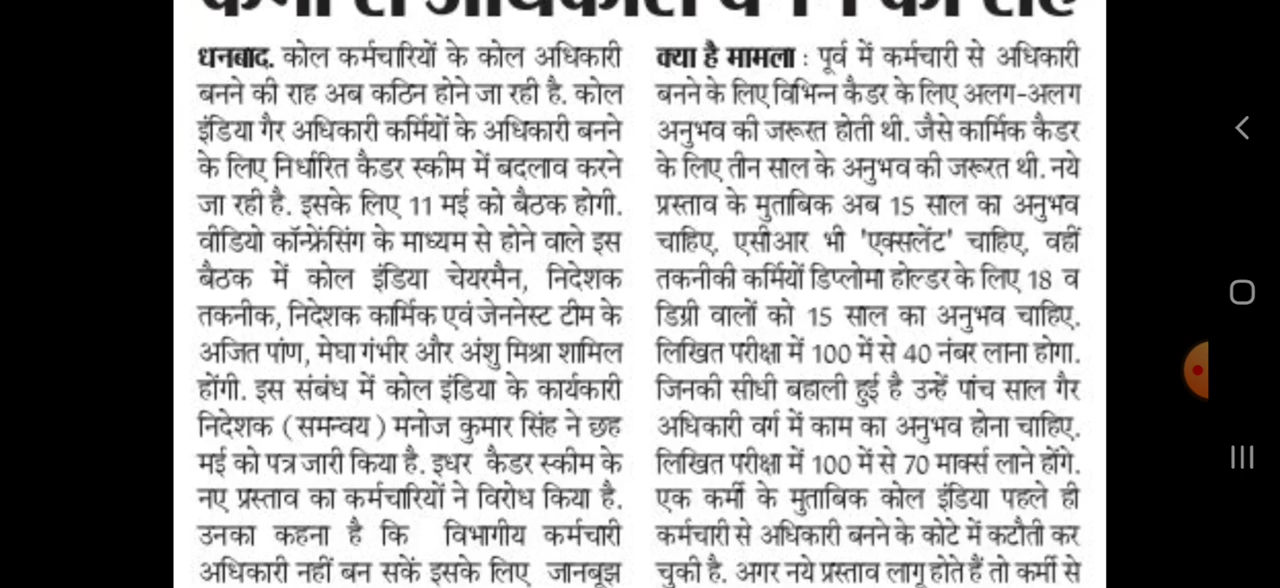 धनबाद. कोल कर्मचारियों के कोल अधिकारी
बनने की राह अब कठिन होने जा रही है. कोल
इंडिया गैर अधिकारी कर्मियों के अधिकारी बनने
के लिए निर्धारित कैडर स्कीम में बदलाव करने
जा रही है. इसके लिए 11 मई को बैठक होगी.
वीडियो कॉन्फ्रेंसिंग के माध्यम से होने वाले इस
बैठक में कोल इंडिया चेयरमैन, निदेशक
तकनीक, निदेशक कार्मिक एवं जेननेस्ट टीम के
अजित पांण, मेघा गंभीर और अंशु मिश्रा शामिल
होंगी. इस संबंध में कोल इंडिया के कार्यकारी
निदेशक (समन्वय) मनोज कुमार सिंह ने छह
मई को पत्र जारी किया है. इधर कैडर स्कीम के
नए प्रस्ताव का कर्मचारियों ने विरोध किया है.
उनका कहना है कि विभागीय कर्मचारी
अधिकारी नहीं बन सकें इसके लिए जानबूझ
क्या है मामला : पूर्व में कर्मचारी से अधिकारी
बनने के लिए विभिन्न कैडर के लिए अलग-अलग
अनुभव की जरूरत होती थी. जैसे कार्मिक कैडर
के लिए तीन साल के अनुभव की जरूरत थी. नये
प्रस्ताव के मुताबिक अब 15 साल का अनुभव
चाहिए. एसीआर भी 'एक्सलेंट' चाहिए. वहीं
तकनीकी कर्मियों डिप्लोमा होल्डर के लिए 18 व
डिग्री वालों को 15 साल का अनुभव चाहिए.
लिखित परीक्षा में 100 में से 40 नंबर लाना होगा.
जिनकी सीधी बहाली हुई है उन्हें पांच साल गैर
अधिकारी वर्ग में काम का अनुभव होना चाहिए.
लिखित परीक्षा में 100 में से 70 मार्क्स लाने होंगे.
एक कर्मी के मुताबिक कोल इंडिया पहले ही
कर्मचारी से अधिकारी बनने के कोटे में कटौती कर
चुकी है. अगर नये प्रस्ताव लागू होते हैं तो कर्मी से